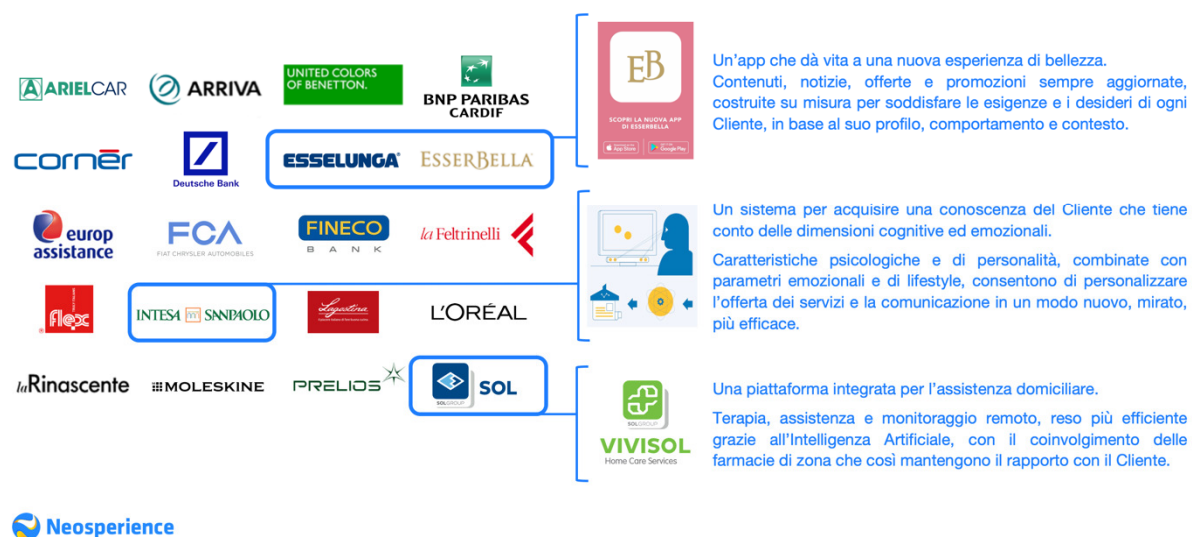 ARIELCAR
ARRIVA
UNITED COLORS
OF BENETTON.
BNP PARIBAS
CARDIF
cornèr
Deutsche Bank
ESSELUNGA®
ESSERBELLA
europ
assistance
FCA
FIAT CHRYSLER AUTOMOBILES
FINECO
BANK
la Feltrinelli
flex
®
INTESA SANPAOLO
Lagostina
L'ORÉAL
laRinascente
MOLESKINE
PRELIOS
SOLGROUP
SOL
EB
SCOPRI LA NUOVA APP
DI ESSERBELLA
App Store
Google Play
Un'app che dà vita a una nuova esperienza di bellezza.
Contenuti, notizie, offerte e promozioni sempre aggiornate,
costruite su misura per soddisfare le esigenze e i desideri di ogni
Cliente, in base al suo profilo, comportamento e contesto.
Un sistema per acquisire una conoscenza del Cliente che tiene
conto delle dimensioni cognitive ed emozionali.
Caratteristiche psicologiche e di personalità, combinate con
parametri emozionali e di lifestyle, consentono di personalizzare
l'offerta dei servizi e la comunicazione in un modo nuovo, mirato,
più efficace.
SOLGROUP
VIVISOL
Home Care Services
Una piattaforma integrata per l'assistenza domiciliare.
Terapia, assistenza e monitoraggio remoto, reso più efficiente
grazie all'Intelligenza Artificiale, con il coinvolgimento delle
farmacie di zona che così mantengono il rapporto con il Cliente.
Neosperience